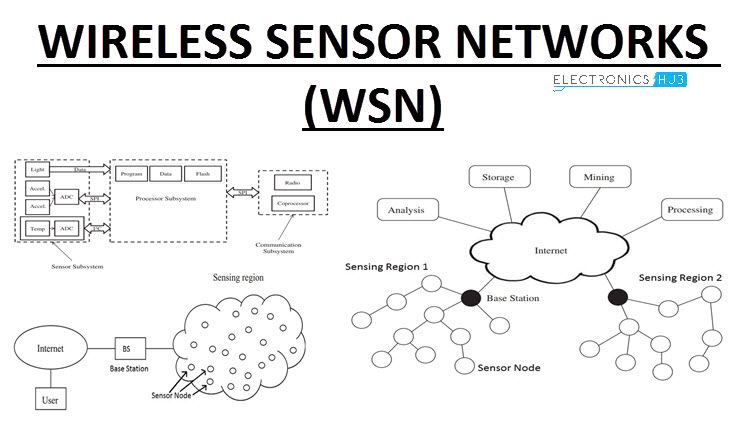 WIRELESS SENSOR NETWORKS
(WSN)
ELECTRONICS HUB
Light
Data
Accel.
Accel.
ADC
SPI
Temp
ADC
I2C
Sensor Subsystem
Program
Data
Flash
Processor Subsystem
SPI
Radio
Coprocessor
Communication
Subsystem
Sensing region
Internet
BS
Base Station
User
Sensor Node
Storage
Mining
Analysis
Processing
Internet
Sensing Region 1
Sensing Region 2
Base Station
Sensor Node